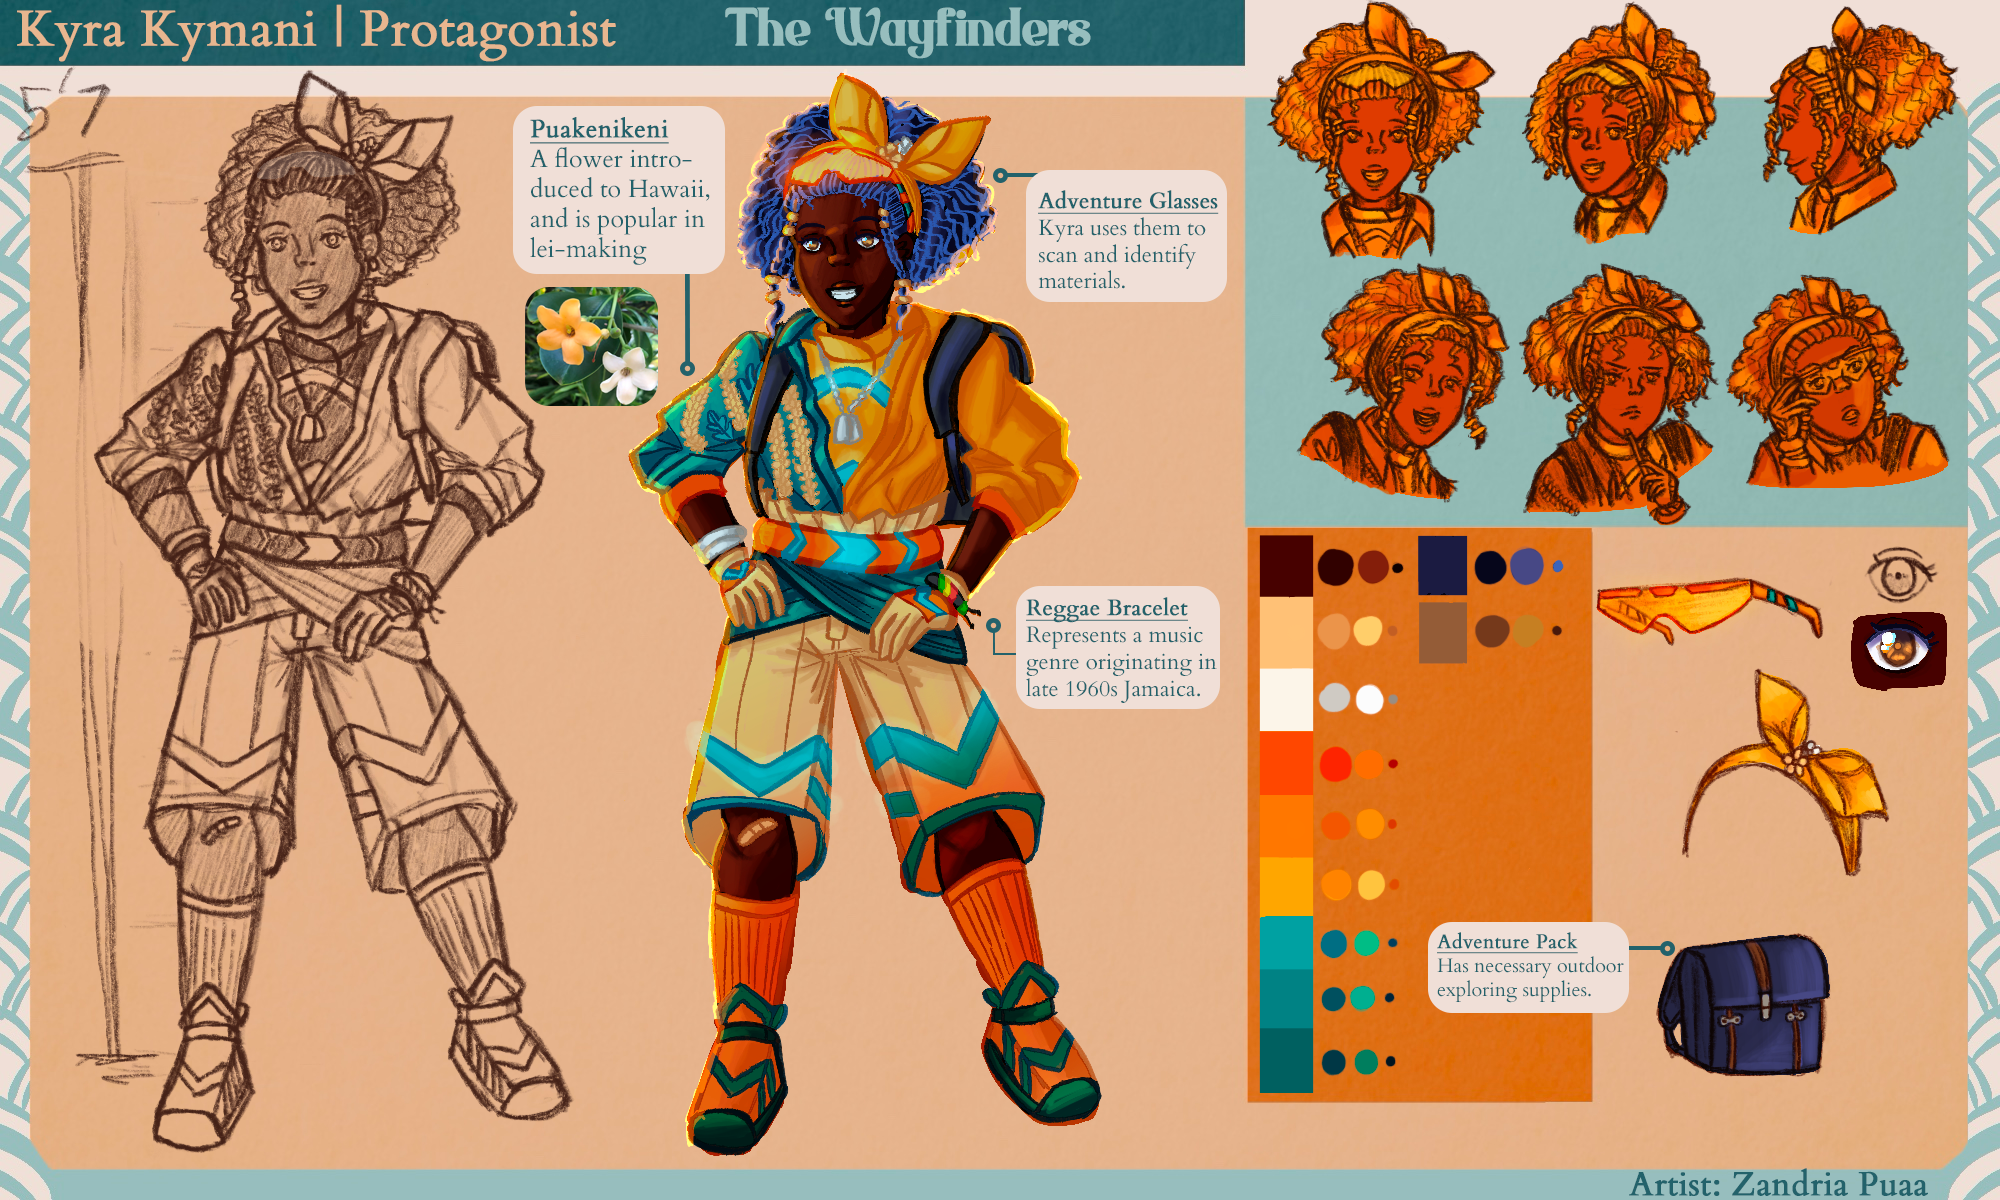 Kyra Kymani | Protagonist
The Wayfinders
5'7
Puakenikeni
A flower intro-
duced to Hawaii,
and is popular in
lei-making
Adventure Glasses
Kyra uses them to
scan and identify
materials.
Reggae Bracelet
Represents a music
genre originating in
late 1960s Jamaica.
Adventure Pack
Has necessary outdoor
exploring supplies.
Artist: Zandria Puaa